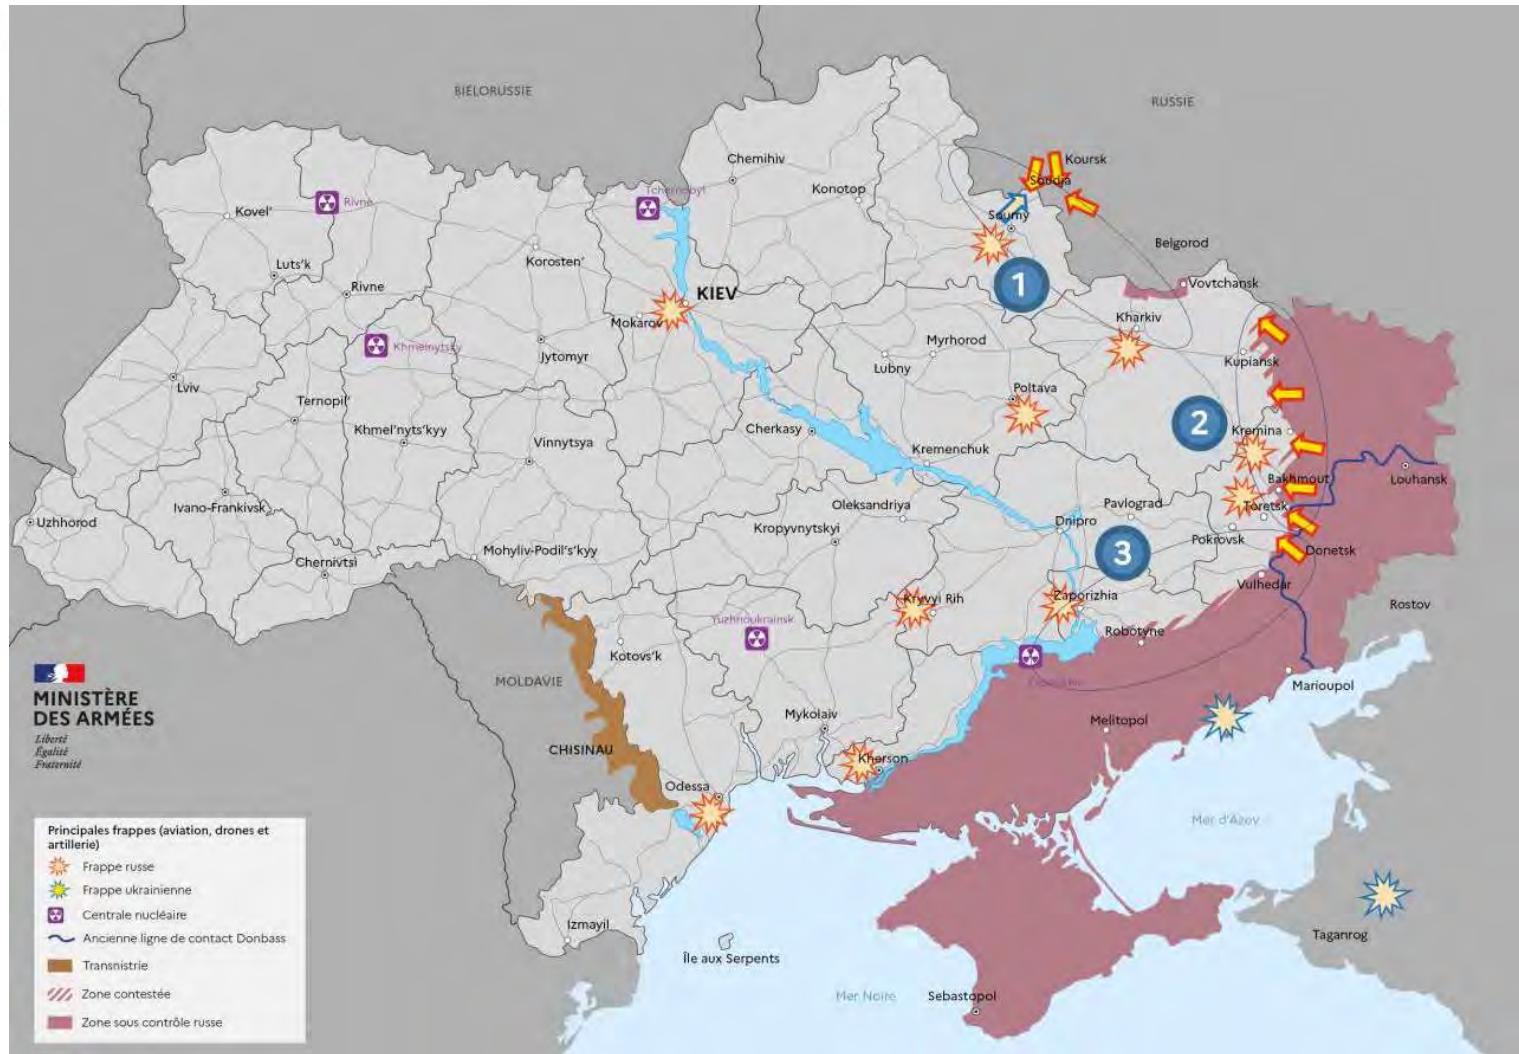 BIÉLORUSSIE
RUSSIE
Koursk
Soudja
Chernihiv
Konotop
Soumy
Tchernobyl
Rivne
Kovel'
Belgorod
Luts'k
Korosten'
Rivne
KIEV
1
Vovtchansk
Mokarov
Kharkiv
Khmelnytsky
Jytomyr
Myrhorod
Lubny
Kupiansk
Lviv
Poltava
Ternopil'
Khmel'nyts'kyy
Vinnytsya
Cherkasy
2
Kremina
Kremenchuk
Bakhmout
Louhansk
Ivano-Frankivsk
Oleksandriya
Pavlograd
Toretsk
Uzhhorod
Kropyvnytskyi
Dnipro
Pokrovsk
Mohyliv-Podil's'kyy
3
Donetsk
Chernivtsi
Vulhedar
Kryvyi Rih
Zaporizhia
Rostov
Yuzhnoukrainsk
Robotyne
Kotovs'k
MOLDAVIE
Marioupol
MINISTÈRE
DES ARMÉES
Liberté
Égalité
Fraternité
Mykolaiv
Melitopol
CHISINAU
Kherson
Odessa
Mer d'Azov
Principales frappes (aviation, drones et
artillerie)
Frappe russe
Frappe ukrainienne
Centrale nucléaire
Ancienne ligne de contact Donbass
Transnistrie
Zone contestée
Zone sous contrôle russe
Izmayil
Île aux Serpents
Taganrog
Mer Noire
Sebastopol